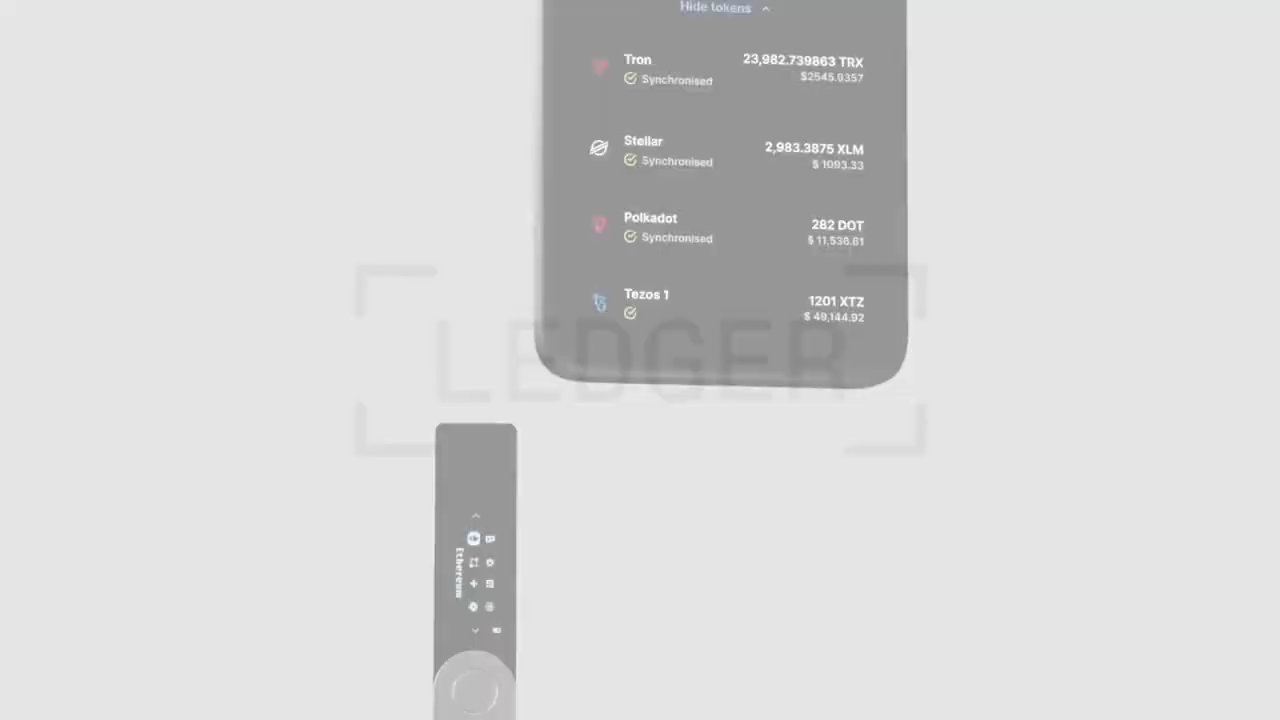 Hide tokens
Tron
23,982.739863 TRX
Synchronised
$2545.9357
Stellar
2,983.3875 XLM
Synchronised
$ 1093.33
Polkadot
282 DOT
Synchronised
$ 11,536.81
Tezos 1
1201 XTZ
$ 49,144.92
LEDGER
Ethereum